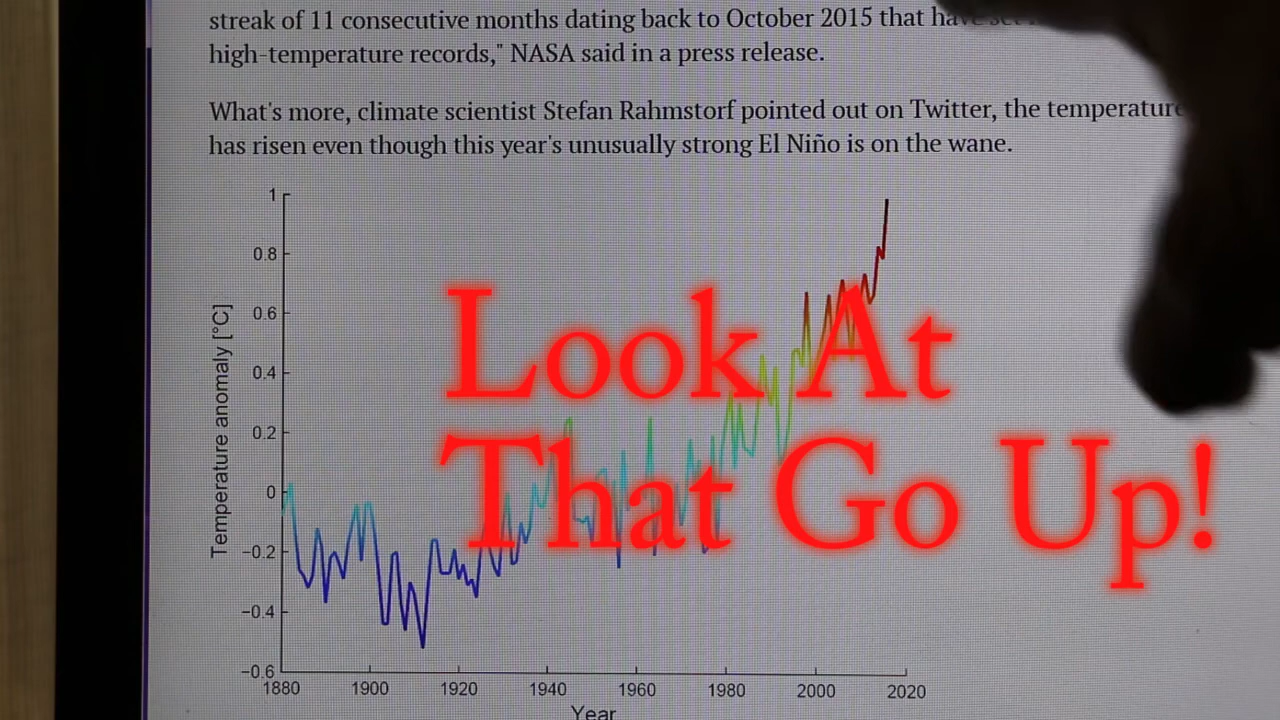 streak of 11 consecutive months dating back to October 2015 that have set
high-temperature records," NASA said in a press release.
What's more, climate scientist Stefan Rahmstorf pointed out on Twitter, the temperature
has risen even though this year's unusually strong El Niño is on the wane.
1
0.8
0.6
0.4
0.2
0
−0.2
−0.4
−0.6
Temperature anomaly [°C]
1880 1900 1920 1940 1960 1980 2000 2020
Year
Look At
That Go Up!